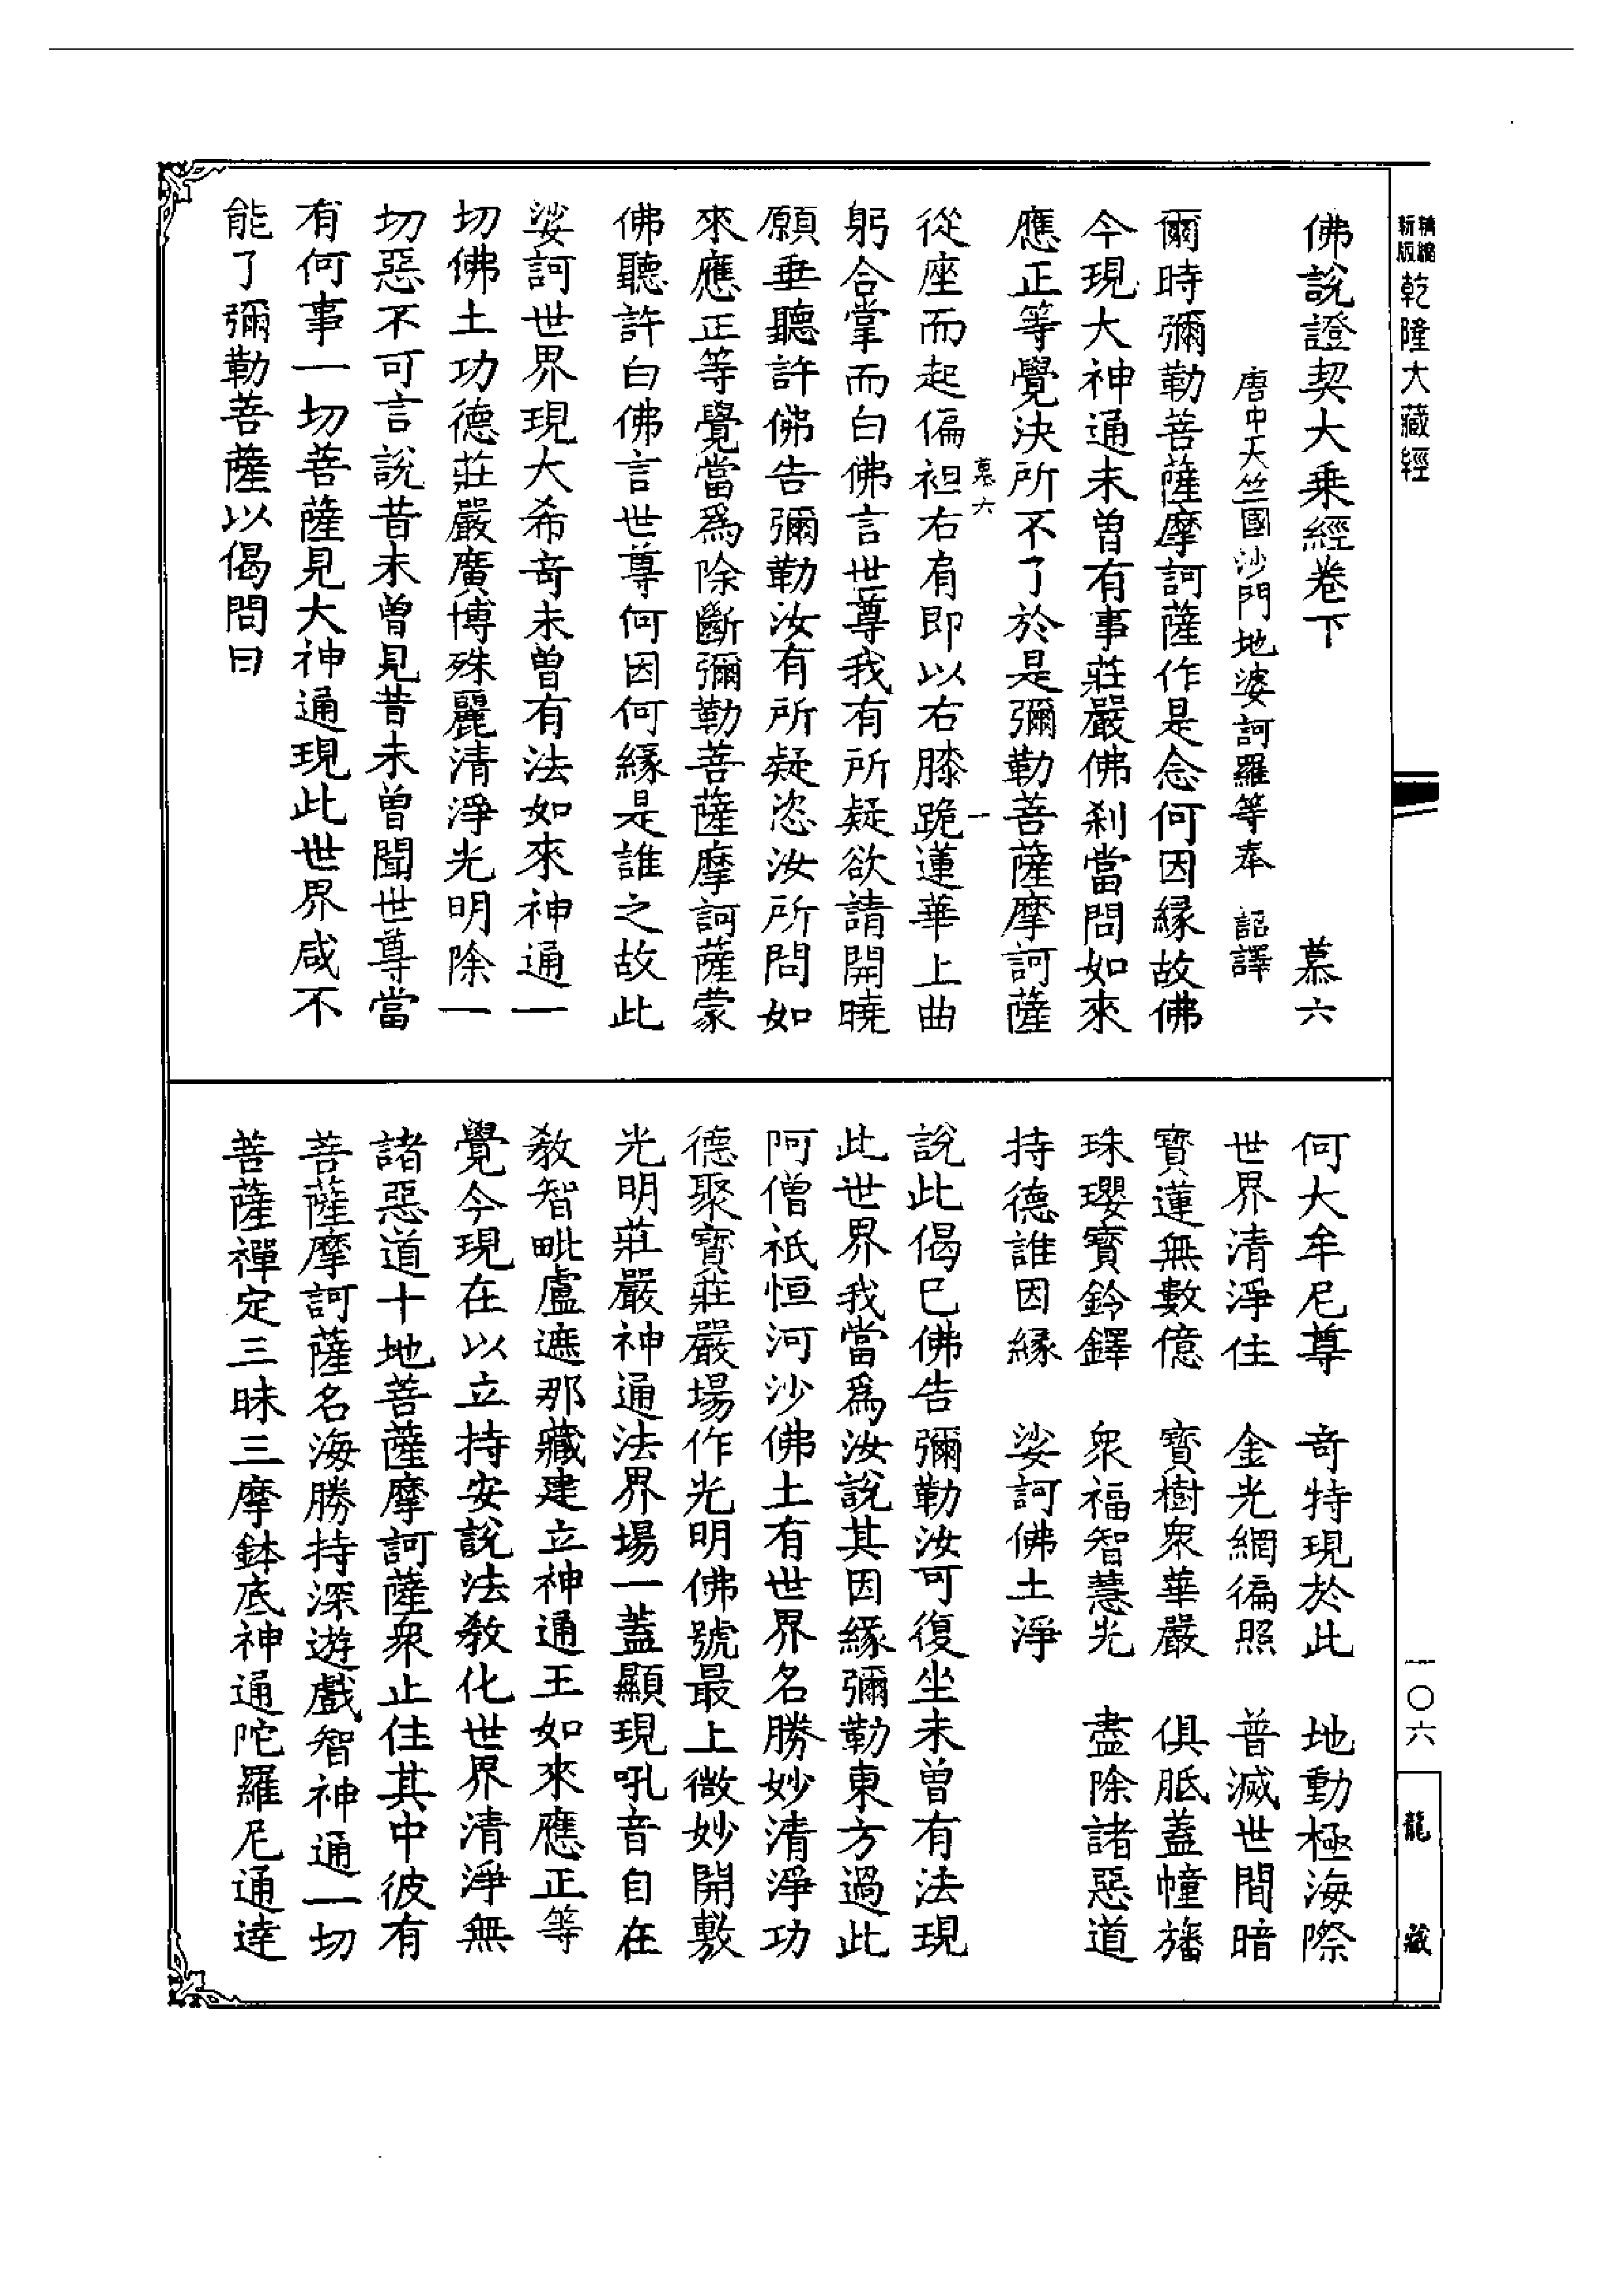 新版 精縮 乾隆大藏經
佛說證契大乘經卷下 慕六
唐中天竺國沙門地婆訶羅等奉 詔譯
爾時彌勒菩薩摩訶薩作是念何因緣故佛
今現大神通未曾有事莊嚴佛刹當問如來
應正等覺決所不了於是彌勒菩薩摩訶薩
慕六 一
從座而起偏袒右肩即以右膝跪蓮華上曲
躬合掌而白佛言世尊我有所疑欲請開曉
願垂聽許佛告彌勒汝有所疑恣汝所問如
來應正等覺當為除斷彌勒菩薩摩訶薩蒙
佛聽許白佛言世尊何因何緣是誰之故此
娑訶世界現大希奇未曾有法如來神通一
切佛土功德莊嚴廣博殊麗清淨光明除一
切惡不可言說昔未曾見昔未曾聞世尊當
有何事一切菩薩見大神通現此世界咸不
能了彌勒菩薩以偈問曰
何大牟尼尊 奇特現於此 地動極海際
世界清淨住 金光網徧照 普滅世間暗
寶蓮無數億 寶樹衆華嚴 俱胝蓋幢旛
珠瓔寶鈴鐸 衆福智慧光 盡除諸惡道
持德誰因緣 娑訶佛土淨
說此偈已佛告彌勒汝可復坐未曾有法現
此世界我當爲汝說其因緣彌勒東方過此
阿僧祇恒河沙佛土有世界名勝妙清淨功
德聚寶莊嚴場作光明佛號最上微妙開敷
光明莊嚴神通法界場一蓋顯現吼音自在
教智毗盧遮那藏建立神通王如來應正等
覺今現在以立持安說法教化世界清淨無
諸惡道十地菩薩摩訶薩衆止住其中彼有
菩薩摩訶薩名海勝持深遊戲智神通一切
菩薩禪定三昧三摩鉢底神通陀羅尼通達
一〇六
龍藏